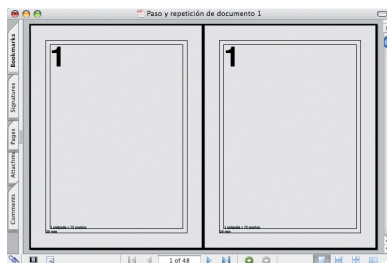 Paso y repetición de documento 1
Bookmarks
Signatures
Pages
Attachme
Comments
1
1 pulgada = 72 puntos
1
1 pulgada = 72 puntos
1 of 48